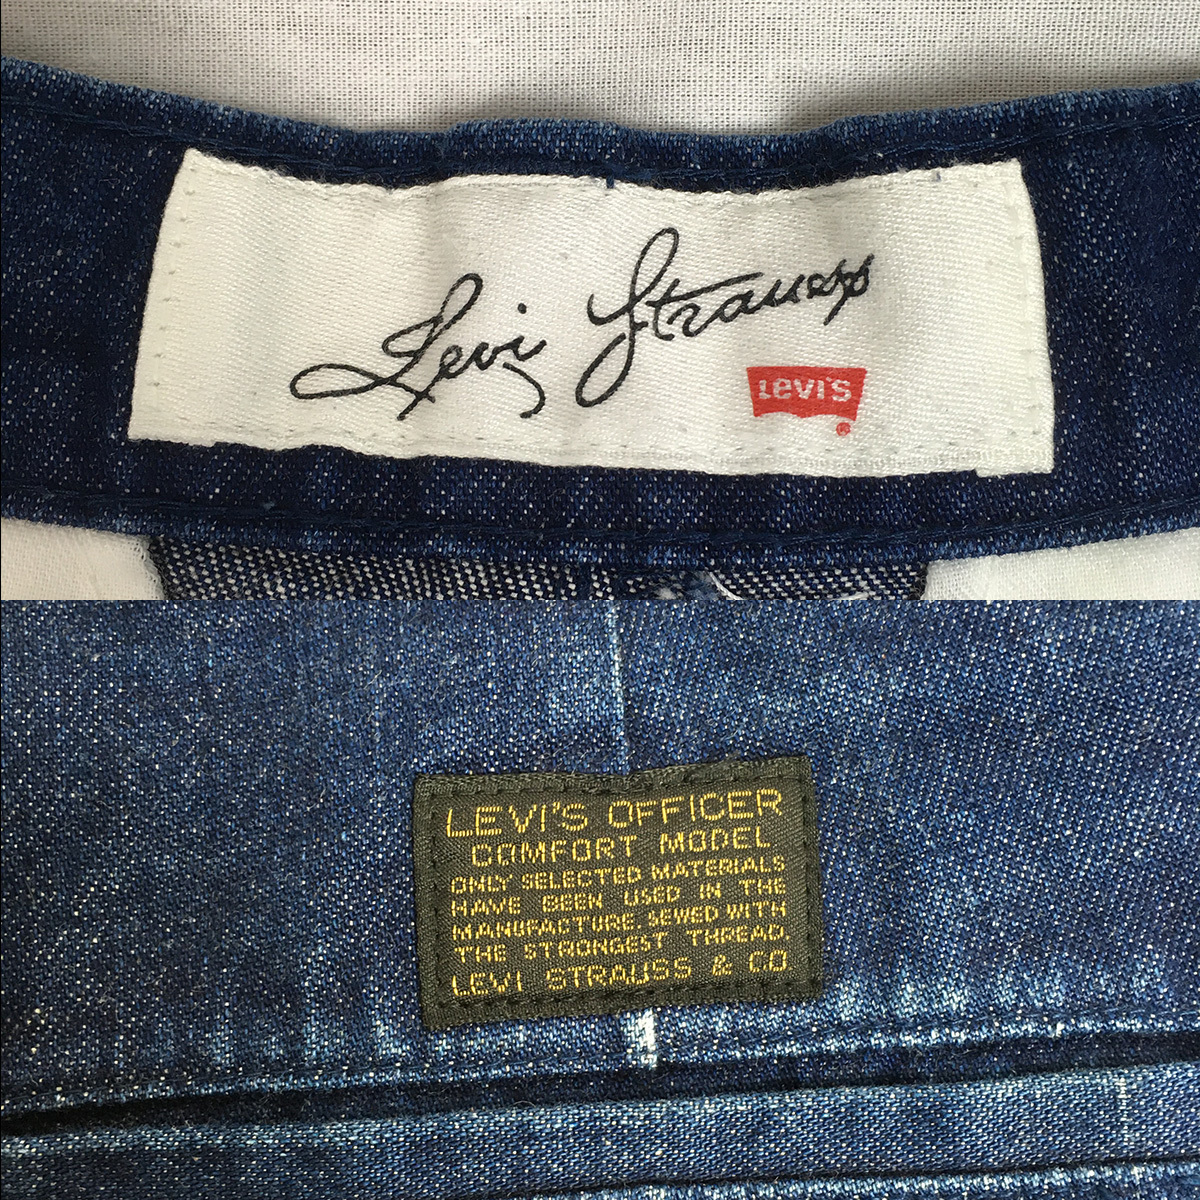 Levi Strauss
LEVI'S
®
LEVI'S OFFICER
COMFORT MODEL
ONLY SELECTED MATERIALS
HAVE BEEN USED IN THE
MANUFACTURE. SEWED WITH
THE STRONGEST THREAD
LEVI STRAUSS & CO